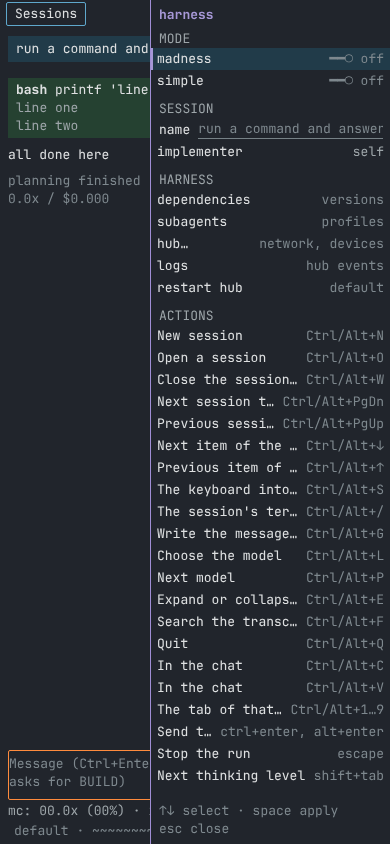 Sessions
run a command and
bash printf 'line
line one
line two
all done here
planning finished
0.0x / $0.000
Message (Ctrl+Ente
asks for BUILD)
mc: 00.0x (00%) ·
default · ~~~~~~~~
harness
MODE
madness off
simple off
SESSION
name run a command and answer
implementer self
HARNESS
dependencies versions
subagents profiles
hub… network, devices
logs hub events
restart hub default
ACTIONS
New session Ctrl/Alt+N
Open a session Ctrl/Alt+O
Close the session… Ctrl/Alt+W
Next session t… Ctrl/Alt+PgDn
Previous sessi… Ctrl/Alt+PgUp
Next item of the … Ctrl/Alt+↓
Previous item of … Ctrl/Alt+↑
The keyboard into… Ctrl/Alt+S
The session's ter… Ctrl/Alt+/
Write the message… Ctrl/Alt+G
Choose the model Ctrl/Alt+L
Next model Ctrl/Alt+P
Expand or collaps… Ctrl/Alt+E
Search the transc… Ctrl/Alt+F
Quit Ctrl/Alt+Q
In the chat Ctrl/Alt+C
In the chat Ctrl/Alt+V
The tab of that… Ctrl/Alt+1…9
Send t… ctrl+enter, alt+enter
Stop the run escape
Next thinking level shift+tab
↑↓ select · space apply
esc close